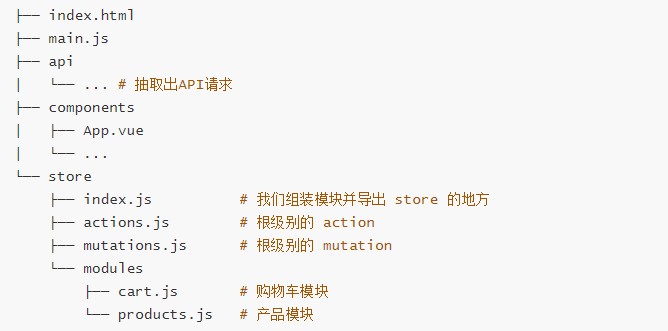 ├── index.html
├── main.js
├── api
│   └── ... # 抽取出API请求
├── components
│   ├── App.vue
│   └── ...
└── store
    ├── index.js          # 我们组装模块并导出 store 的地方
    ├── actions.js        # 根级别的 action
    ├── mutations.js      # 根级别的 mutation
    └── modules
        ├── cart.js       # 购物车模块
        └── products.js   # 产品模块